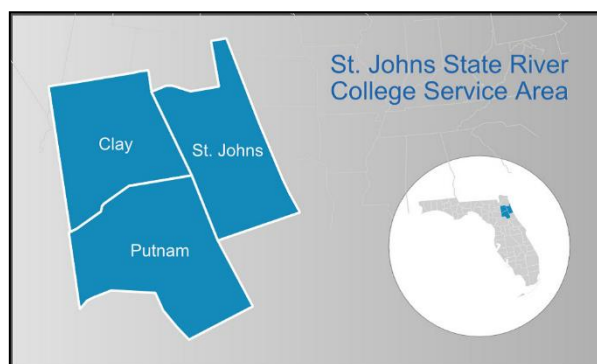 St. Johns State River
College Service Area
Clay
St. Johns
Putnam